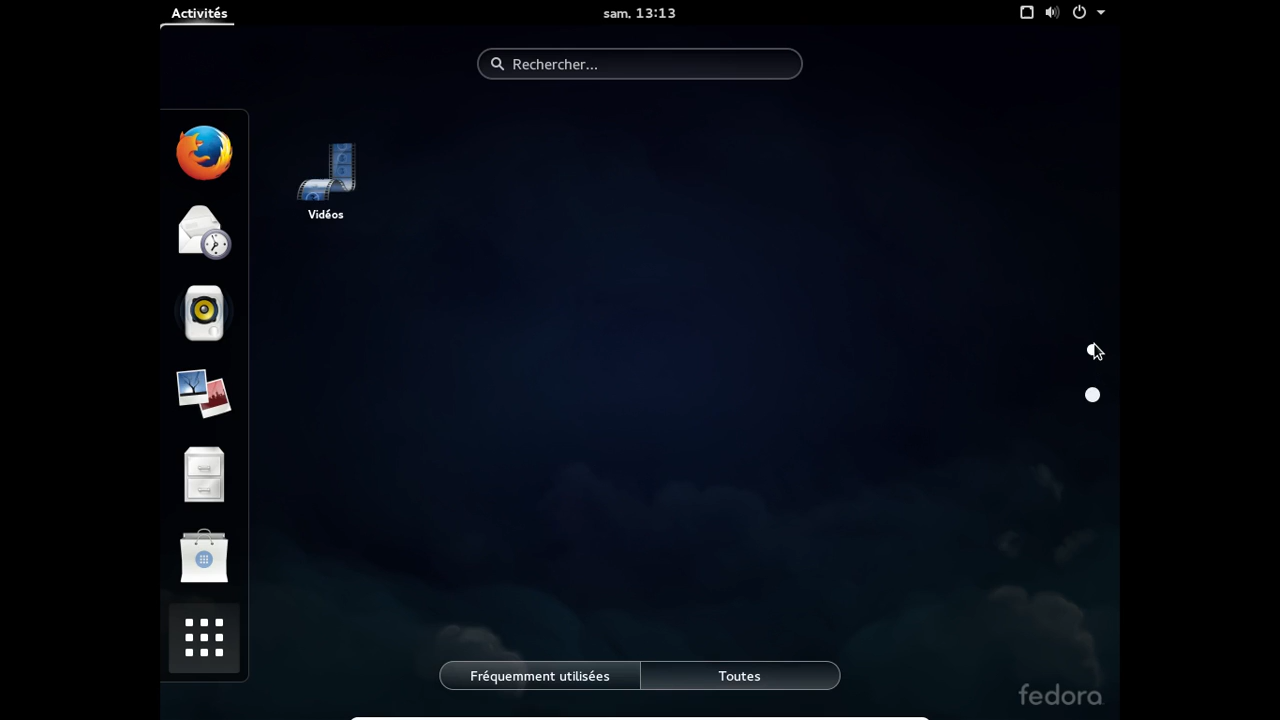 Activités
sam. 13:13
Rechercher...
Vidéos
Fréquemment utilisées
Toutes
fedora